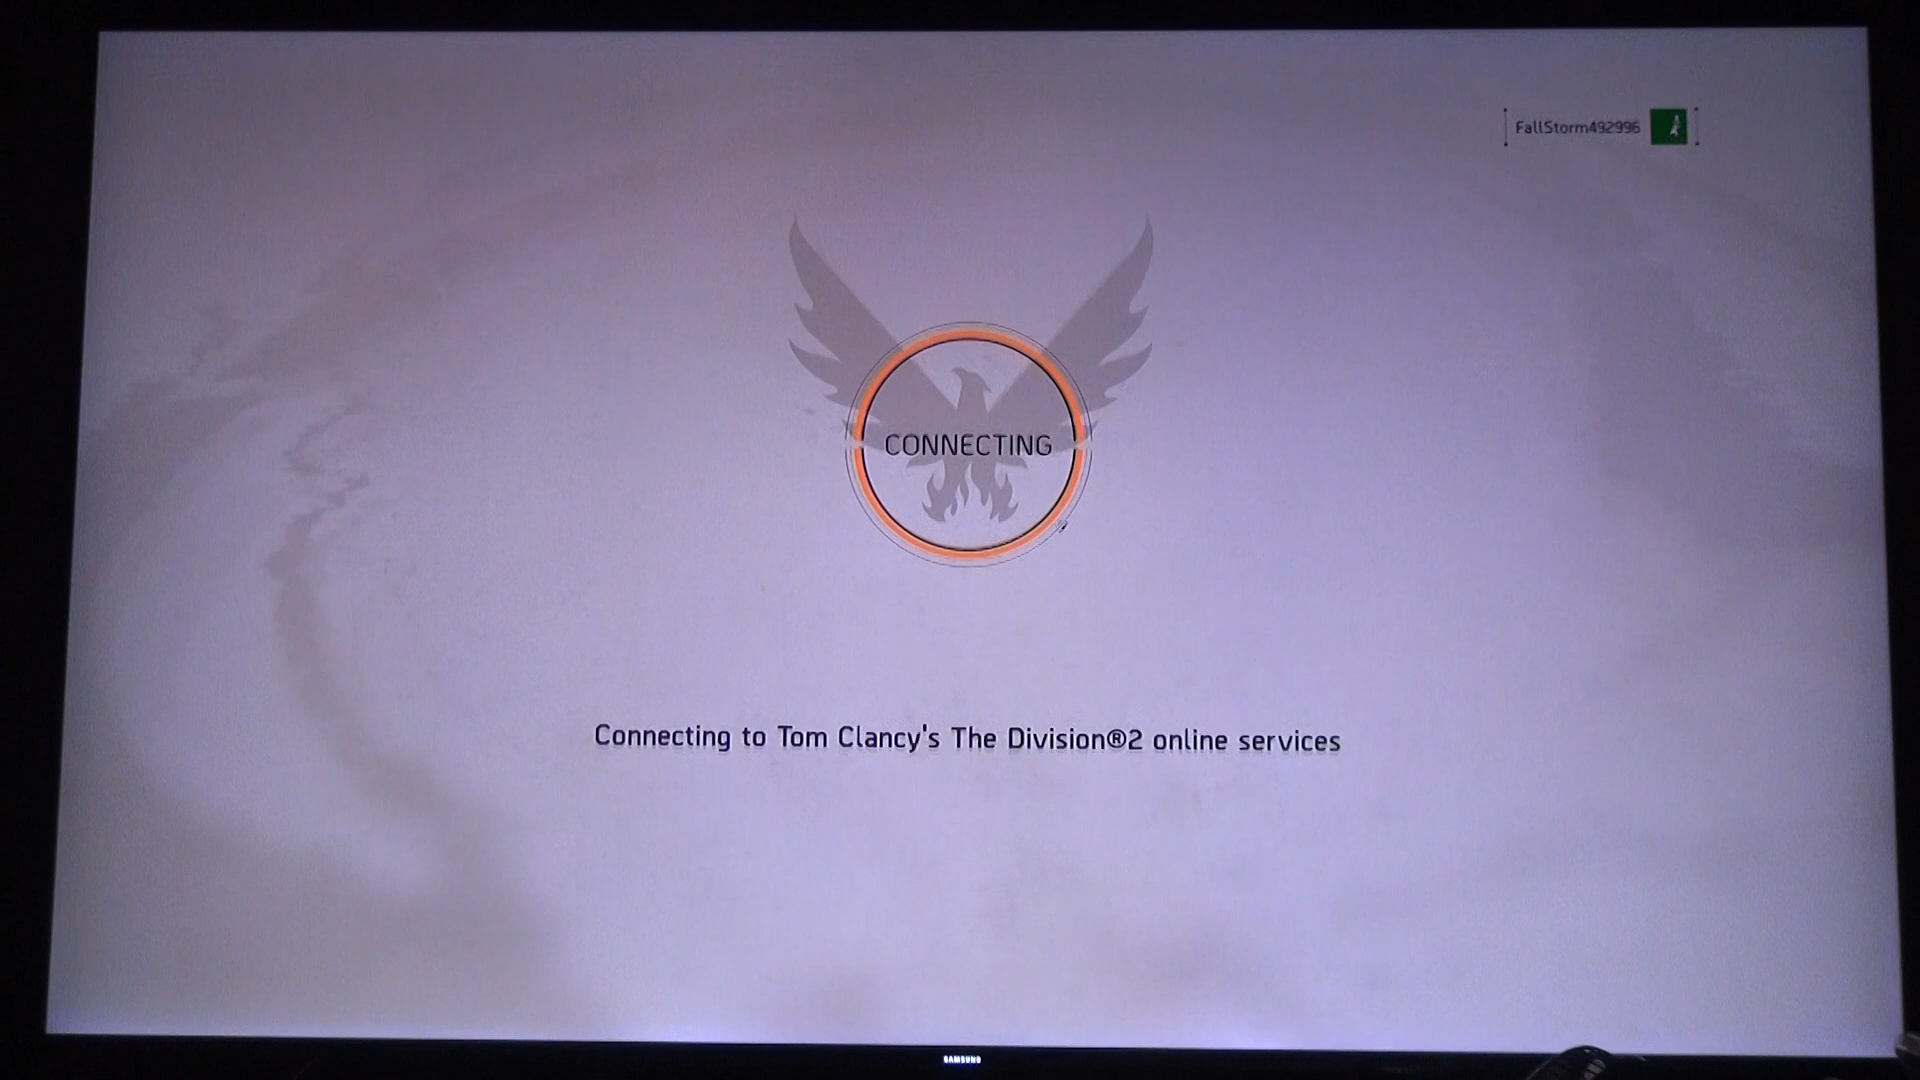 FallStorm492996
CONNECTING
Connecting to Tom Clancy's The Division®2 online services
SAMSUNG